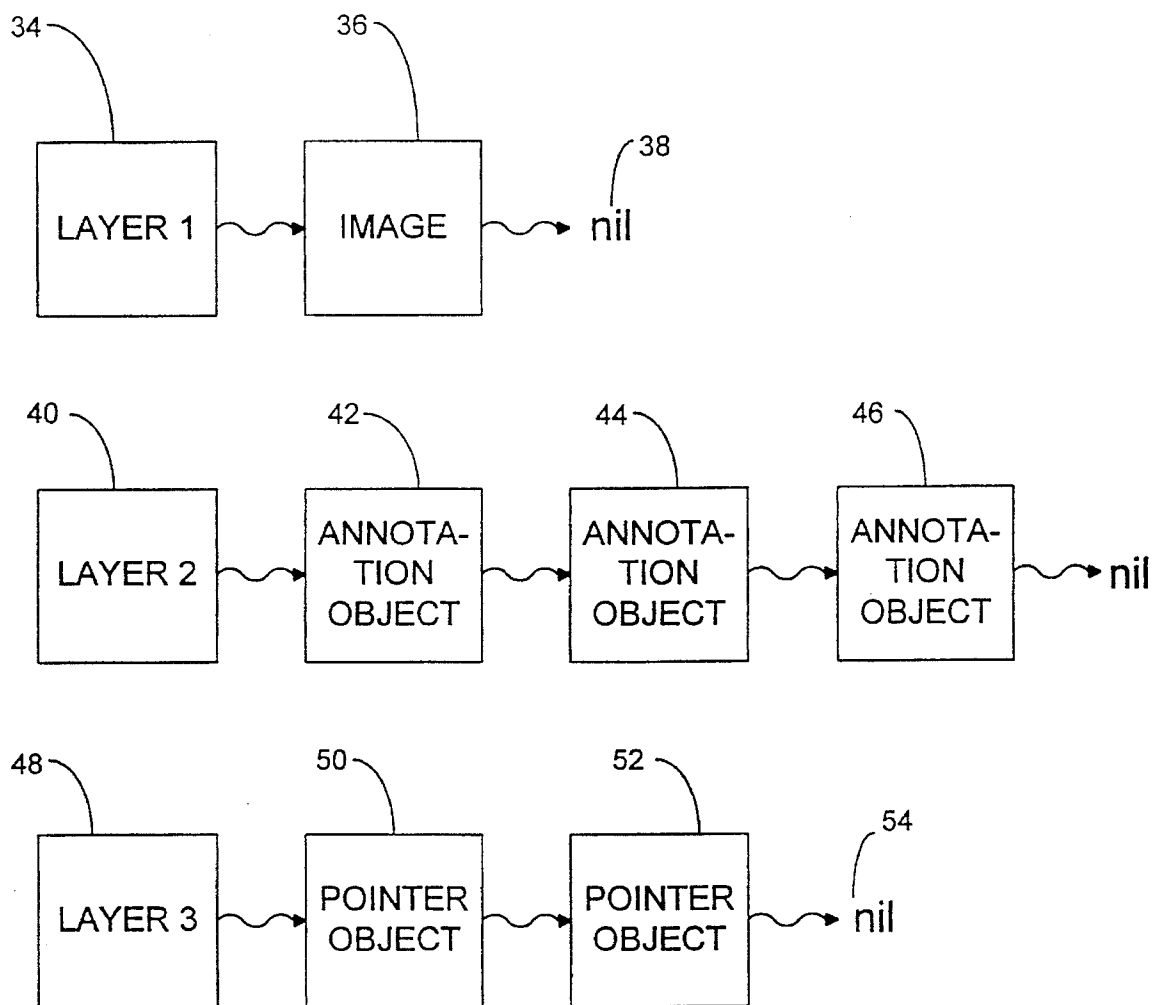 34
36
38
LAYER 1
IMAGE
nil
40
42
44
46
LAYER 2
ANNOTA-
TION
OBJECT
ANNOTA-
TION
OBJECT
ANNOTA-
TION
OBJECT
nil
48
50
52
54
LAYER 3
POINTER
OBJECT
POINTER
OBJECT
nil